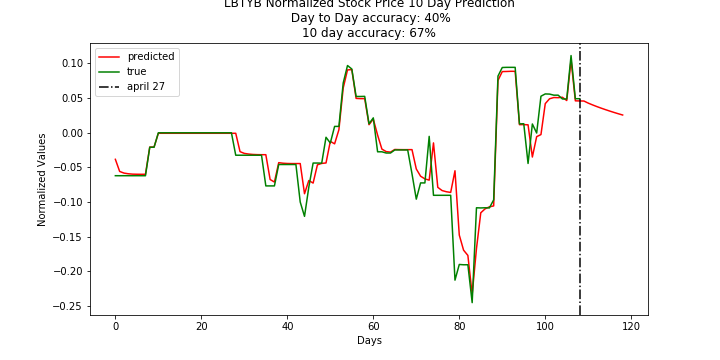 LBTYB Normalized Stock Price 10 Day Prediction
Day to Day accuracy: 40%
10 day accuracy: 67%
predicted
true
april 27
Normalized Values
0.10
0.05
0.00
−0.05
−0.10
−0.15
−0.20
−0.25
0
20
40
60
80
100
120
Days